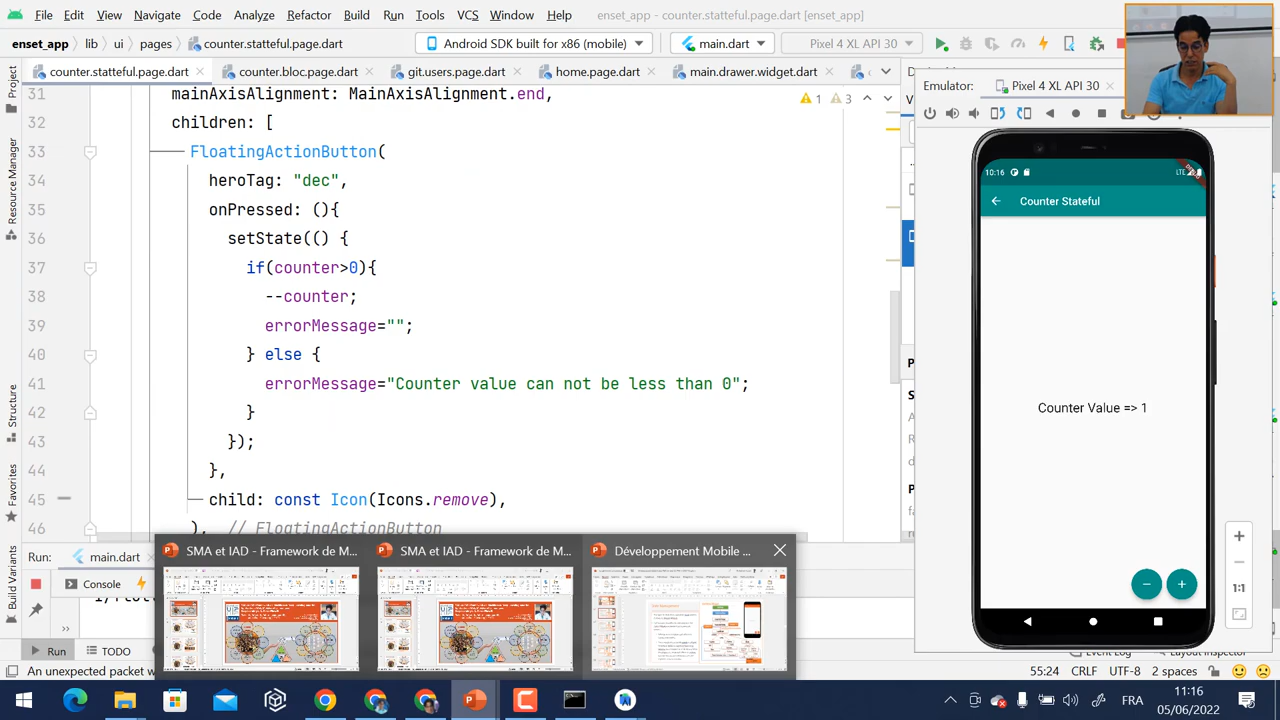 File Edit View Navigate Code Analyze Refactor Build Run Tools VCS Window Help enset_app - counter.statteful.page.dart [enset_app]
enset_app lib ui pages counter.statteful.page.dart Android SDK built for x86 (mobile) main.dart Pixel 4 XL API 30
counter.statteful.page.dart counter.bloc.page.dart git.users.page.dart home.page.dart main.drawer.widget.dart
Emulator: Pixel 4 XL API 30
31 mainAxisAlignment: MainAxisAlignment.end,
1 3
32 children: [
33 FloatingActionButton(
34 heroTag: "dec",
35 onPressed: (){
36 setState(() {
37 if(counter>0){
38 --counter;
39 errorMessage="";
40 } else {
41 errorMessage="Counter value can not be less than 0";
42 }
43 });
44 },
45 child: const Icon(Icons.remove),
46 ), // FloatingActionButton
10:16 LTE
Counter Stateful
Counter Value => 1
1:1
Project
Resource Manager
Structure
Favorites
Build Variants
SMA et IAD - Framework de M... SMA et IAD - Framework de M... Développement Mobile ...
Run: main.dart
Console
Run TODO
Event Log Layout Inspector
55:24 CRLF UTF-8 2 spaces
FRA
11:16
05/06/2022